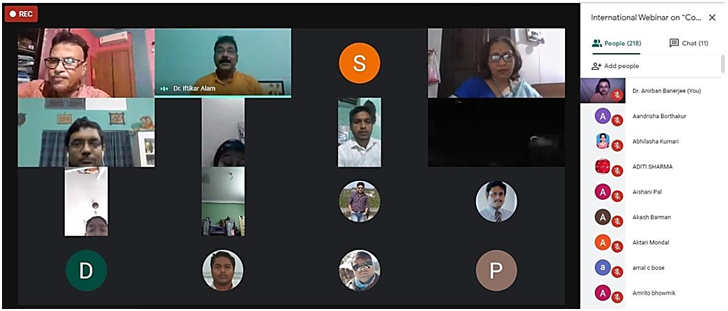 REC
International Webinar on "Co...
People (218)
Chat (11)
Add people
Dr. Iftikar Alam
S
D
P
Dr. Anirban Banerjee (You)
A
Aandrisha Borthakur
Abhilasha Kumari
ADITI SHARMA
A
Aishani Pal
A
Akash Barman
A
Aktari Mondal
a
amal c bose
A
Amrito bhowmik